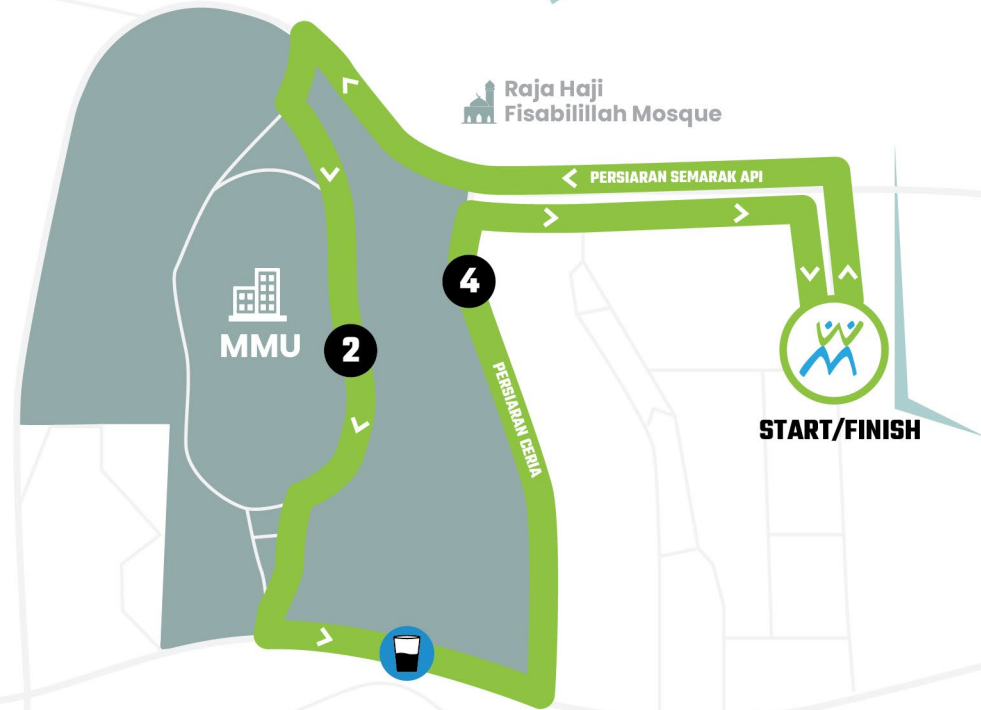 Raja Haji
Fisabilillah Mosque
PERSIARAN SEMARAK API
4
MMU
2
PERSIARAN CERIA
START/FINISH